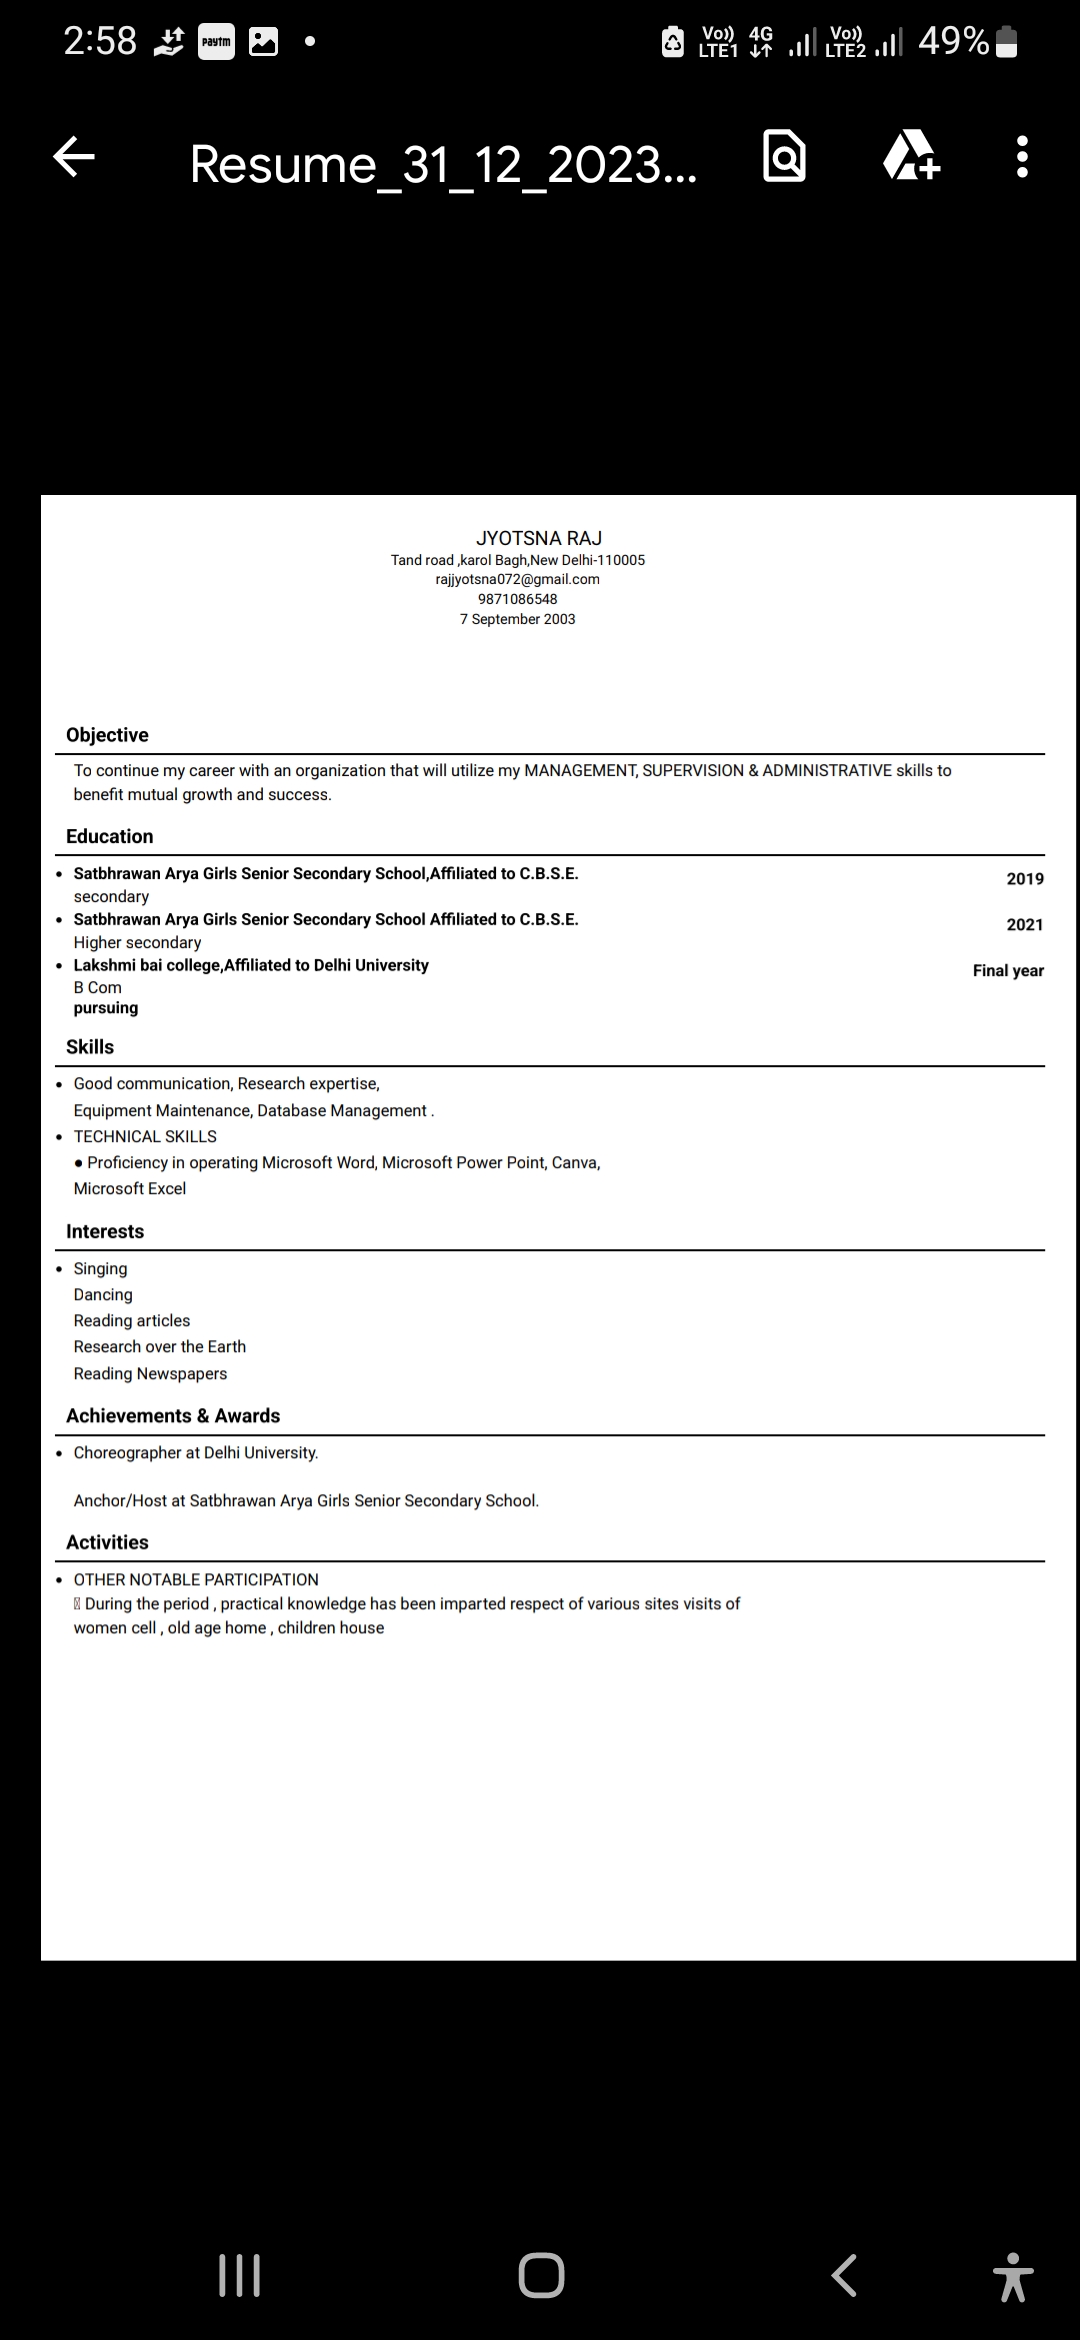 2:58
paytm
Vo)) LTE1
4G
Vo)) LTE2
49%
Resume_31_12_2023...
JYOTSNA RAJ
Tand road ,karol Bagh,New Delhi-110005
rajjyotsna072@gmail.com
9871086548
7 September 2003
Objective
To continue my career with an organization that will utilize my MANAGEMENT, SUPERVISION & ADMINISTRATIVE skills to
benefit mutual growth and success.
Education
• Satbhrawan Arya Girls Senior Secondary School,Affiliated to C.B.S.E. 2019
secondary
• Satbhrawan Arya Girls Senior Secondary School Affiliated to C.B.S.E. 2021
Higher secondary
• Lakshmi bai college,Affiliated to Delhi University Final year
B Com
pursuing
Skills
• Good communication, Research expertise,
Equipment Maintenance, Database Management .
• TECHNICAL SKILLS
● Proficiency in operating Microsoft Word, Microsoft Power Point, Canva,
Microsoft Excel
Interests
• Singing
Dancing
Reading articles
Research over the Earth
Reading Newspapers
Achievements & Awards
• Choreographer at Delhi University.
Anchor/Host at Satbhrawan Arya Girls Senior Secondary School.
Activities
• OTHER NOTABLE PARTICIPATION
During the period , practical knowledge has been imparted respect of various sites visits of
women cell , old age home , children house